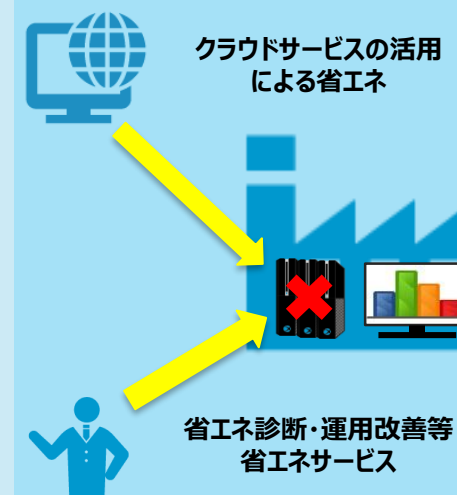 クラウドサービスの活用
による省エネ
省エネ診断・運用改善等
省エネサービス